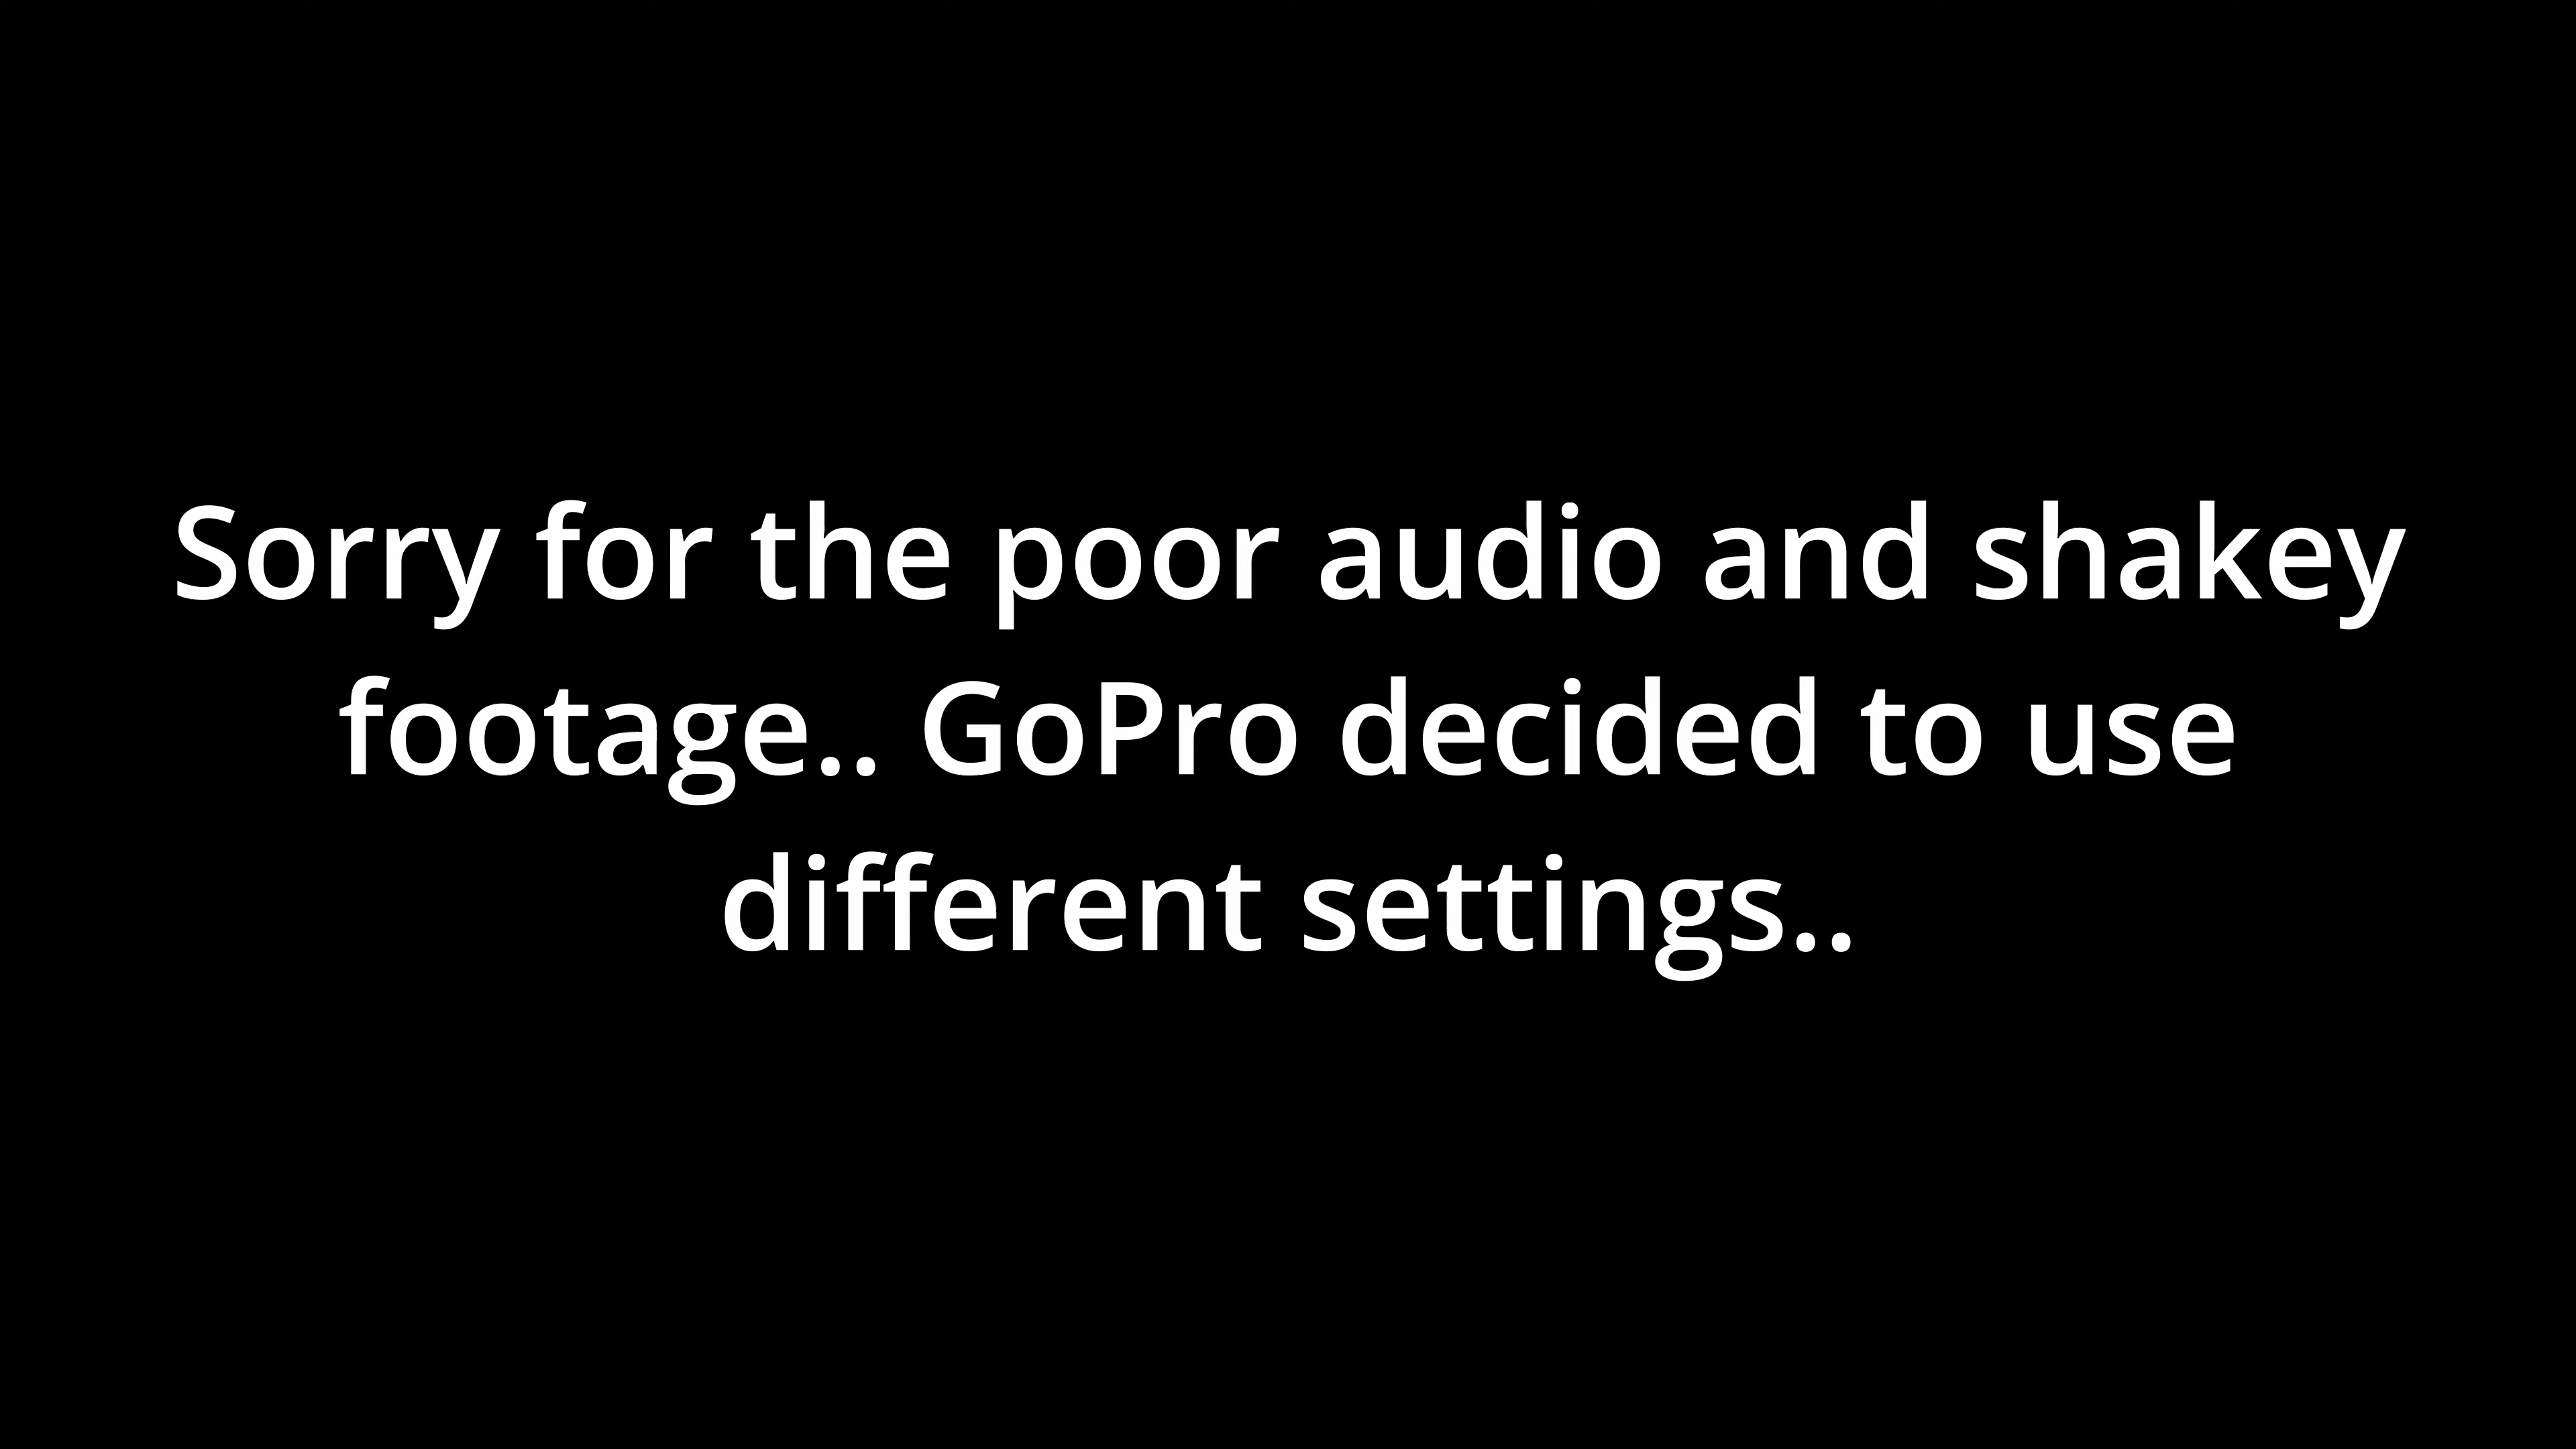 Sorry for the poor audio and shakey
footage.. GoPro decided to use
different settings..